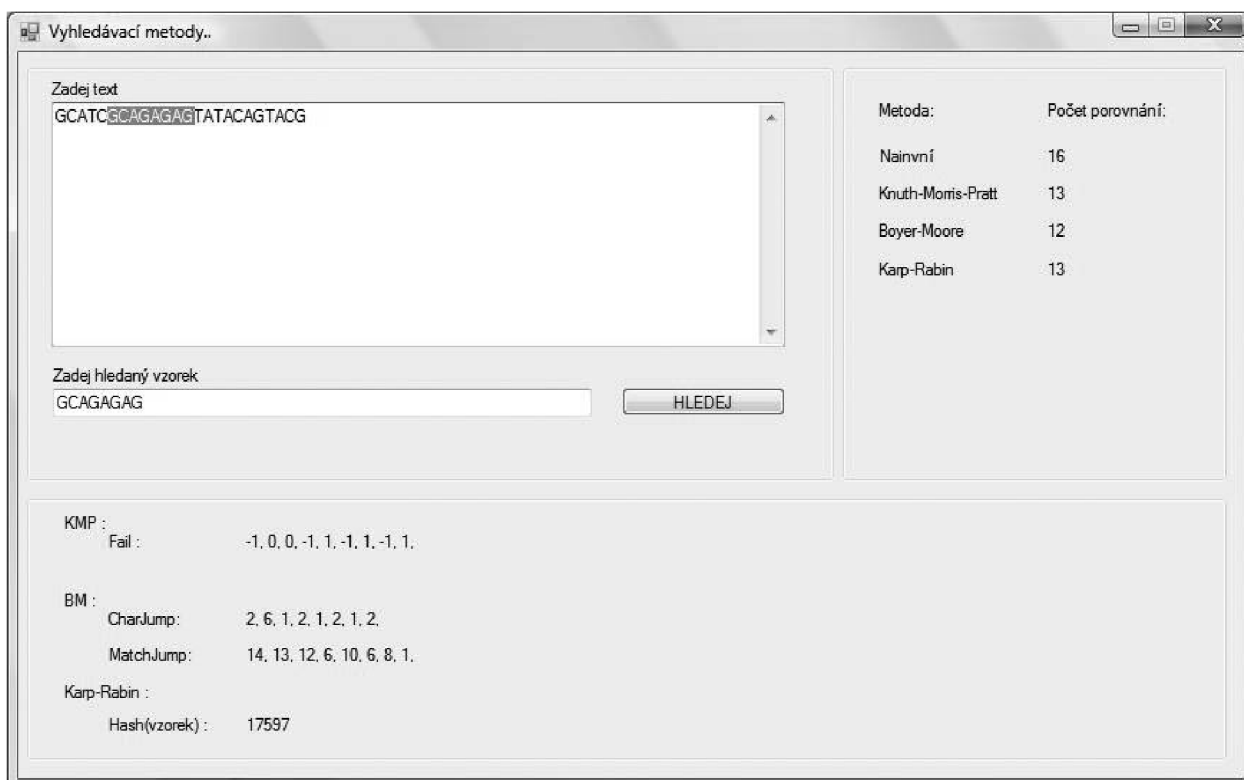 Vyhledávací metody..
Zadej text
GCATCGCAGAGAGTATACAGTACG
Zadej hledaný vzorek
GCAGAGAG
HLEDEJ
Metoda: Počet porovnání:
Nainvní 16
Knuth-Morris-Pratt 13
Boyer-Moore 12
Karp-Rabin 13
KMP :
Fail : -1, 0, 0, -1, 1, -1, 1, -1, 1,
BM :
CharJump: 2, 6, 1, 2, 1, 2, 1, 2,
MatchJump: 14, 13, 12, 6, 10, 6, 8, 1,
Karp-Rabin :
Hash(vzorek) : 17597